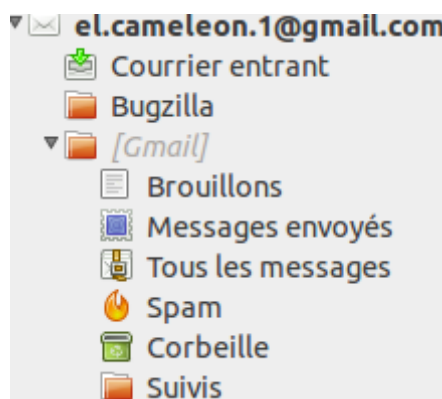 el.cameleon.1@gmail.com
Courrier entrant
Bugzilla
[Gmail]
Brouillons
Messages envoyés
Tous les messages
Spam
Corbeille
Suivis